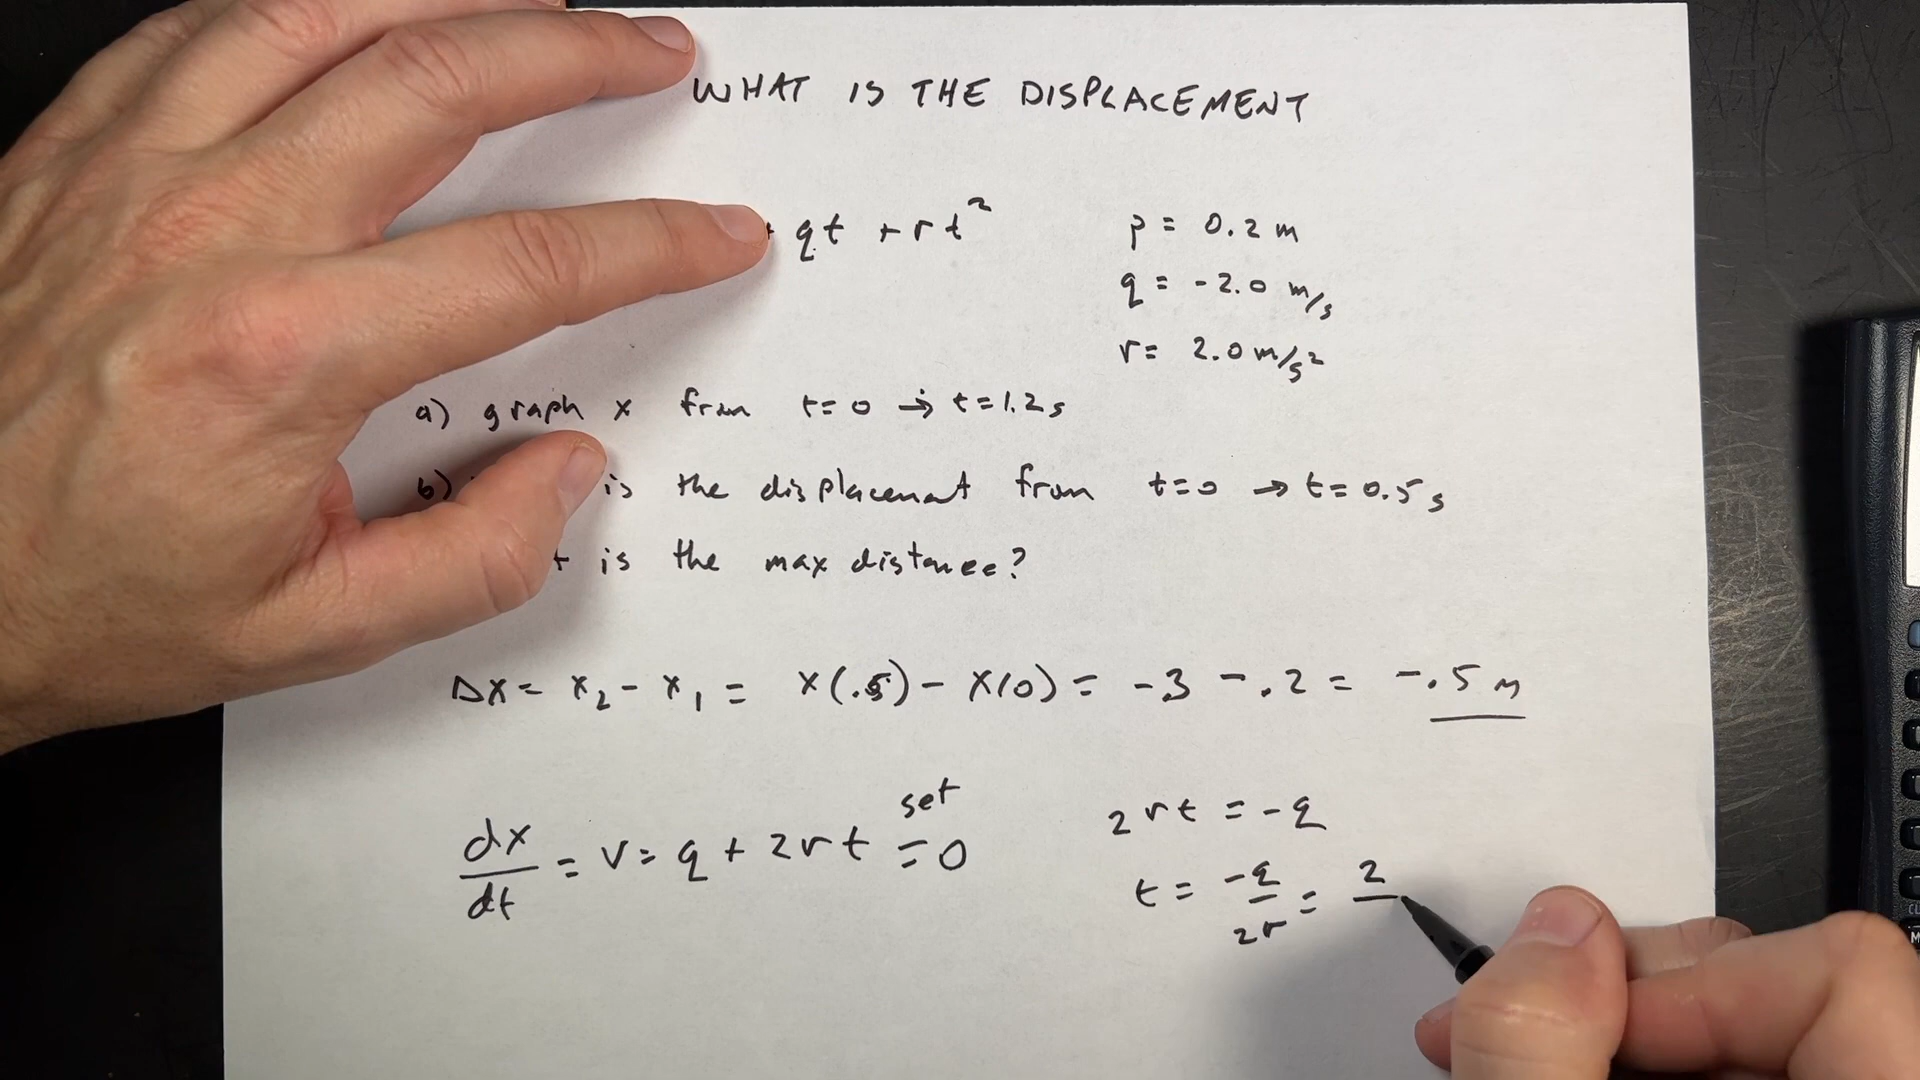 WHAT IS THE DISPLACEMENT
+ qt + rt²
p = 0.2 m
q = -2.0 m/s
r = 2.0 m/s²
a) graph x from t=0 → t=1.2 s
b) is the displacement from t=0 → t=0.5 s
t is the max distance?
Δx = x₂ - x₁ = x(.5) - x(0) = -.3 - .2 = -.5 m
set
dx/dt = v = q + 2rt = 0
2rt = -q
t = -q/2r = 2